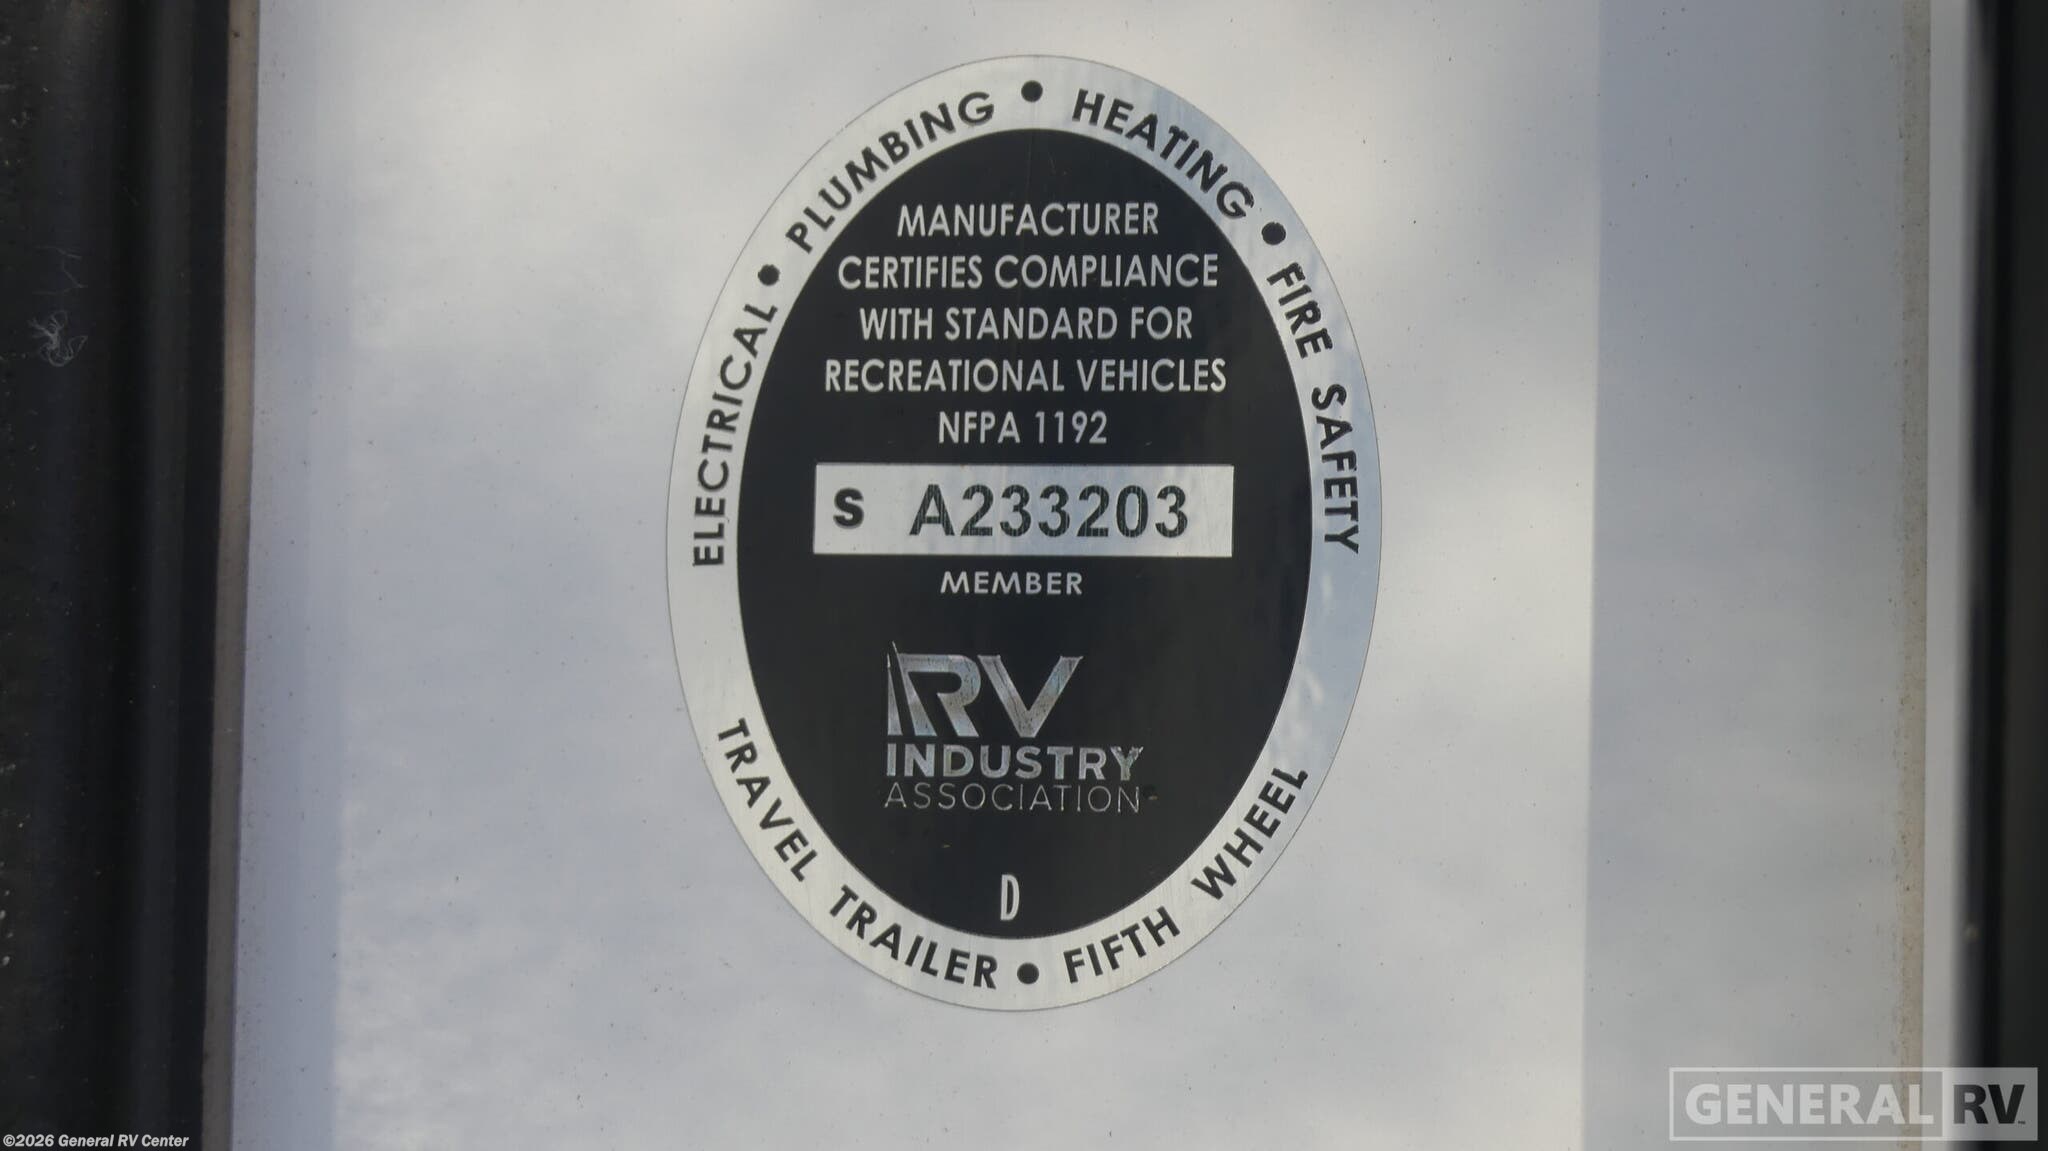 ELECTRICAL • PLUMBING • HEATING • FIRE SAFETY
MANUFACTURER
CERTIFIES COMPLIANCE
WITH STANDARD FOR
RECREATIONAL VEHICLES
NFPA 1192
S A233203
MEMBER
RV
INDUSTRY
ASSOCIATION
D
TRAVEL TRAILER • FIFTH WHEEL
GENERAL RV
©2026 General RV Center